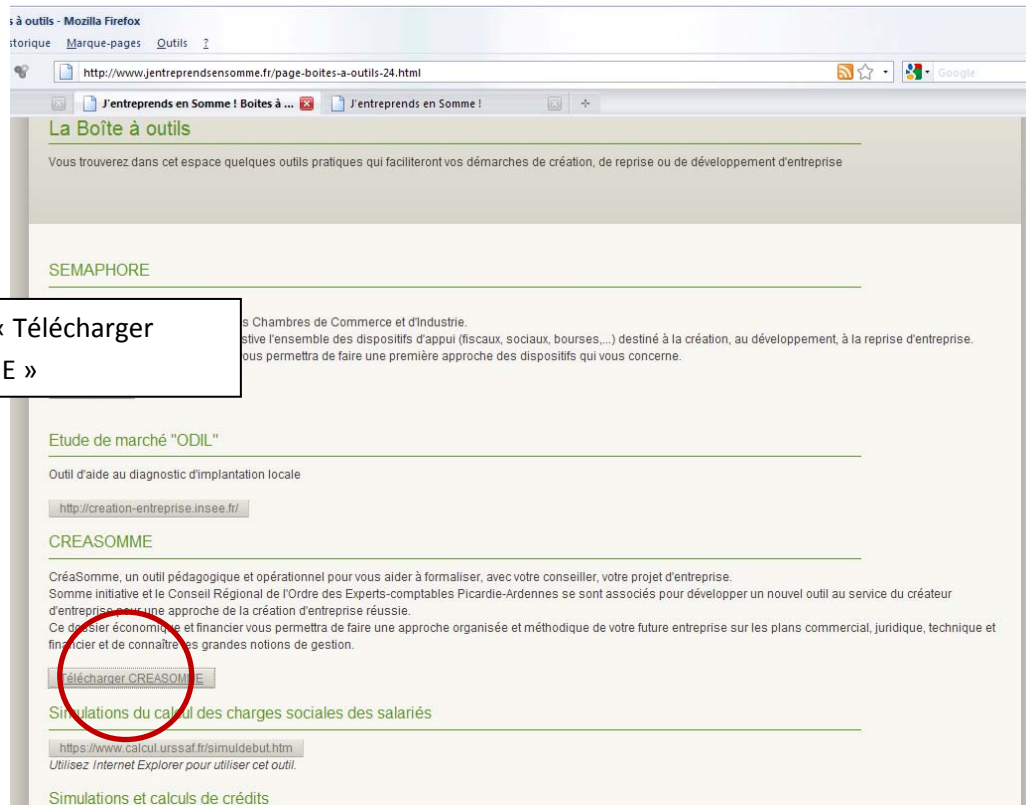 s à outils - Mozilla Firefox
storique Marque-pages Outils ?
http://www.jentreprendsensomme.fr/page-boites-a-outils-24.html
Google
J'entreprends en Somme ! Boites à ...
J'entreprends en Somme !
La Boîte à outils
Vous trouverez dans cet espace quelques outils pratiques qui faciliteront vos démarches de création, de reprise ou de développement d'entreprise
SEMAPHORE
« Télécharger
E »
s Chambres de Commerce et d'Industrie.
stive l'ensemble des dispositifs d'appui (fiscaux, sociaux, bourses,...) destiné à la création, au développement, à la reprise d'entreprise.
ous permettra de faire une première approche des dispositifs qui vous concerne.
Etude de marché "ODIL"
Outil d'aide au diagnostic d'implantation locale
http://creation-entreprise.insee.fr/
CREASOMME
CréaSomme, un outil pédagogique et opérationnel pour vous aider à formaliser, avec votre conseiller, votre projet d'entreprise.
Somme initiative et le Conseil Régional de l'Ordre des Experts-comptables Picardie-Ardennes se sont associés pour développer un nouvel outil au service du créateur
d'entreprise pour une approche de la création d'entreprise réussie.
Ce dossier économique et financier vous permettra de faire une approche organisée et méthodique de votre future entreprise sur les plans commercial, juridique, technique et
financier et de connaître les grandes notions de gestion.
Télécharger CREASOMME
Simulations du calcul des charges sociales des salariés
https://www.calcul.urssaf.fr/simuldebut.htm
Utilisez Internet Explorer pour utiliser cet outil.
Simulations et calculs de crédits